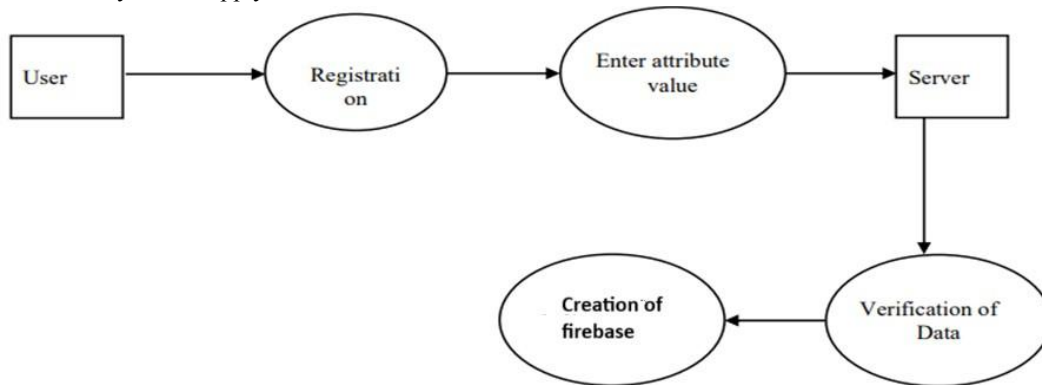 User
Registrati
on
Enter attribute
value
Server
Creation of
firebase
Verification of
Data